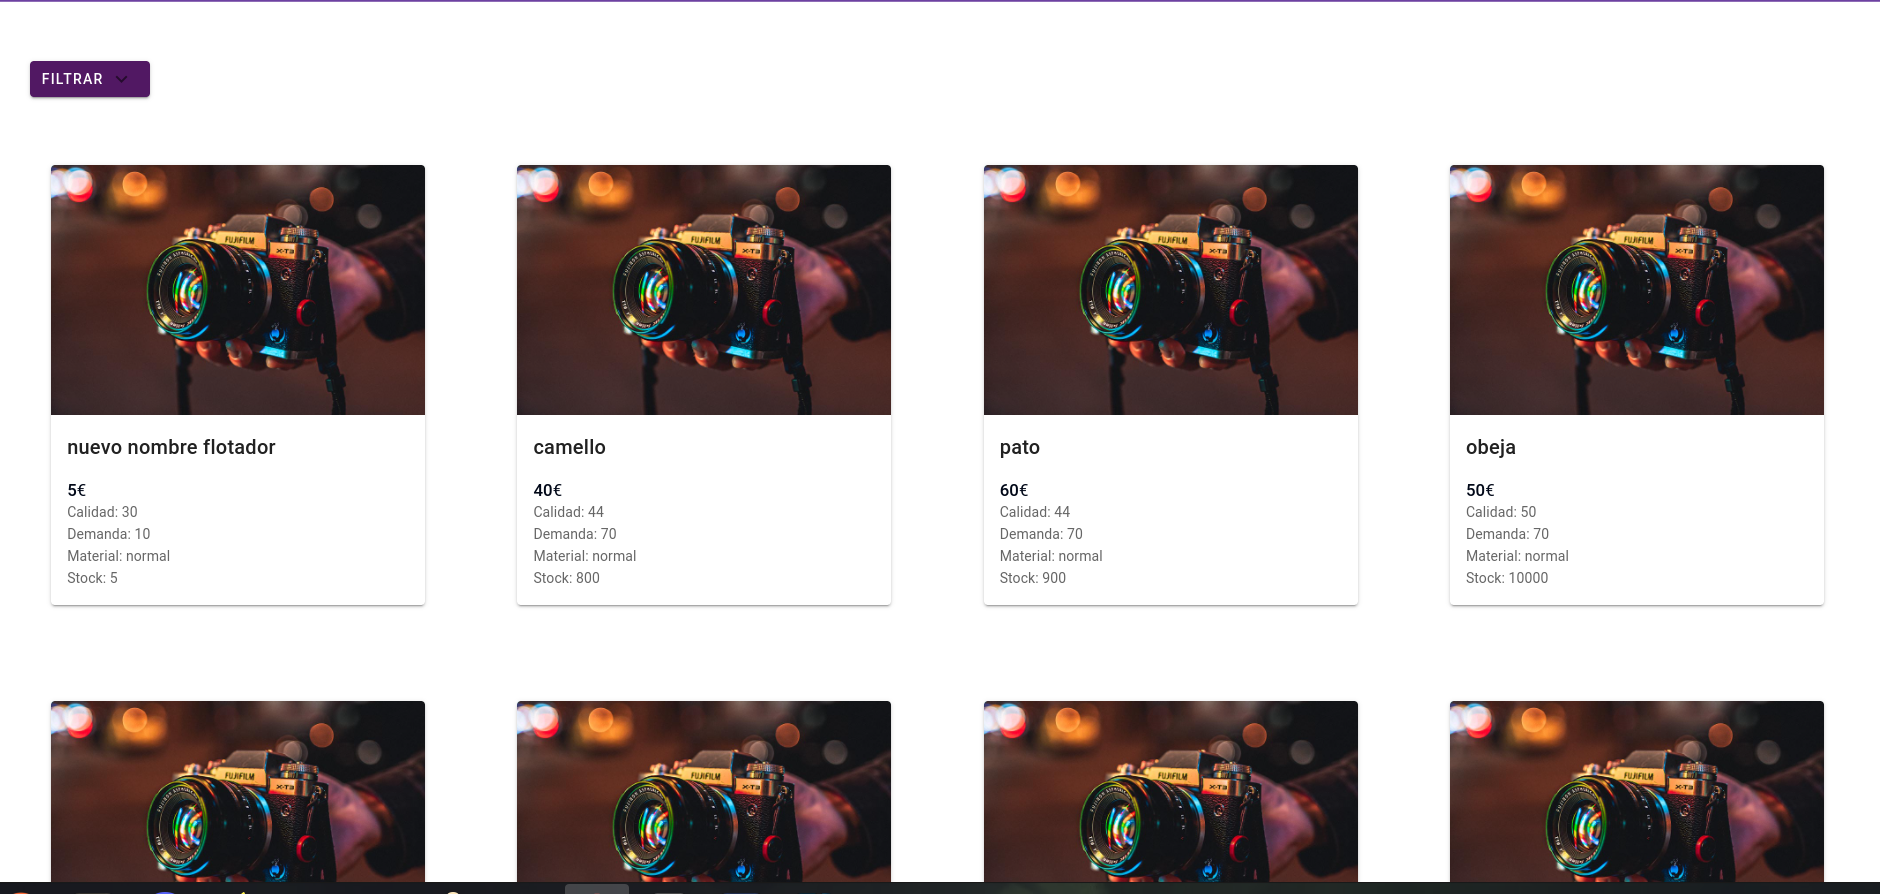 FILTRAR
FUJIFILM
X-T3
FUJIFILM
X-T3
FUJIFILM
X-T3
FUJIFILM
X-T3
nuevo nombre flotador
5€
Calidad: 30
Demanda: 10
Material: normal
Stock: 5
camello
40€
Calidad: 44
Demanda: 70
Material: normal
Stock: 800
pato
60€
Calidad: 44
Demanda: 70
Material: normal
Stock: 900
obeja
50€
Calidad: 50
Demanda: 70
Material: normal
Stock: 10000
FUJIFILM
X-T3
FUJIFILM
X-T3
FUJIFILM
X-T3
FUJIFILM
X-T3